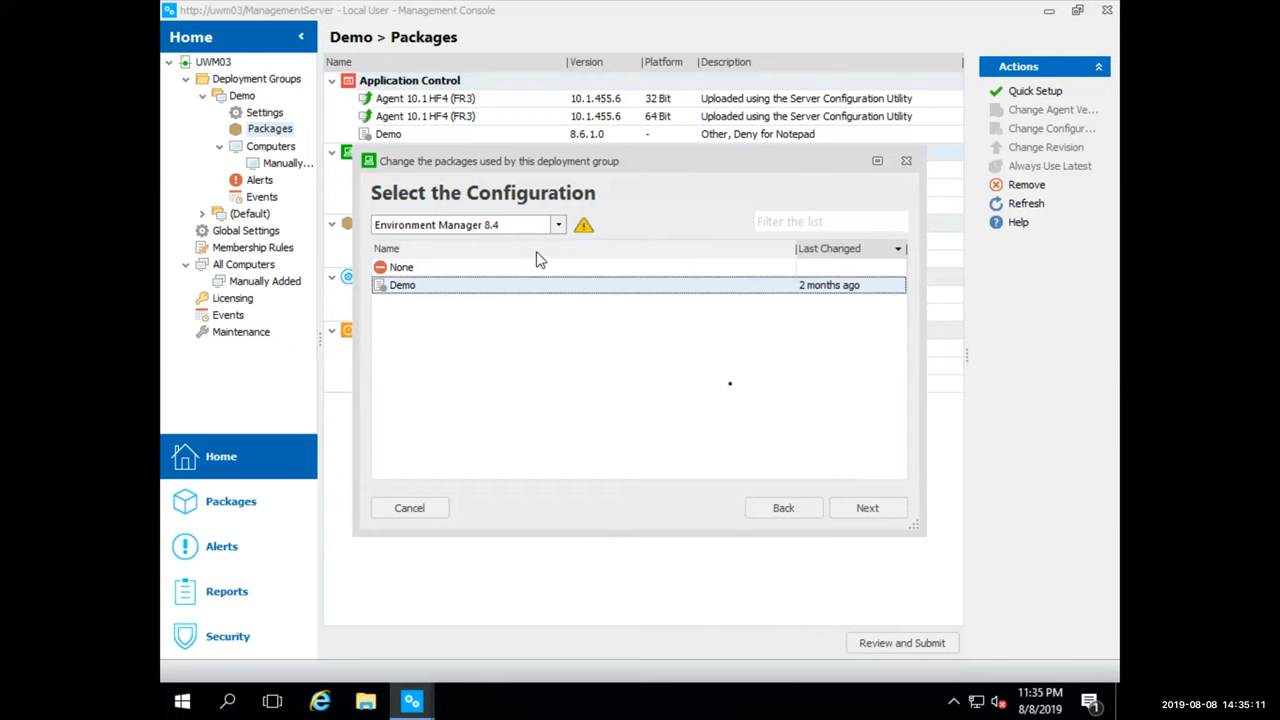 http://uwm03/ManagementServer - Local User - Management Console
Home
Demo > Packages
UWM03
Deployment Groups
Demo
Settings
Packages
Computers
Manually...
Alerts
Events
(Default)
Global Settings
Membership Rules
All Computers
Manually Added
Licensing
Events
Maintenance
Name Version Platform Description
Application Control
Agent 10.1 HF4 (FR3) 10.1.455.6 32 Bit Uploaded using the Server Configuration Utility
Agent 10.1 HF4 (FR3) 10.1.455.6 64 Bit Uploaded using the Server Configuration Utility
Demo 8.6.1.0 - Other, Deny for Notepad
Change the packages used by this deployment group
Select the Configuration
Environment Manager 8.4
Filter the list
Name Last Changed
None
Demo 2 months ago
Cancel Back Next
Review and Submit
Actions
Quick Setup
Change Agent Ve...
Change Configur...
Change Revision
Always Use Latest
Remove
Refresh
Help
Home
Packages
Alerts
Reports
Security
11:35 PM
8/8/2019
1
2019-08-08 14:35:11